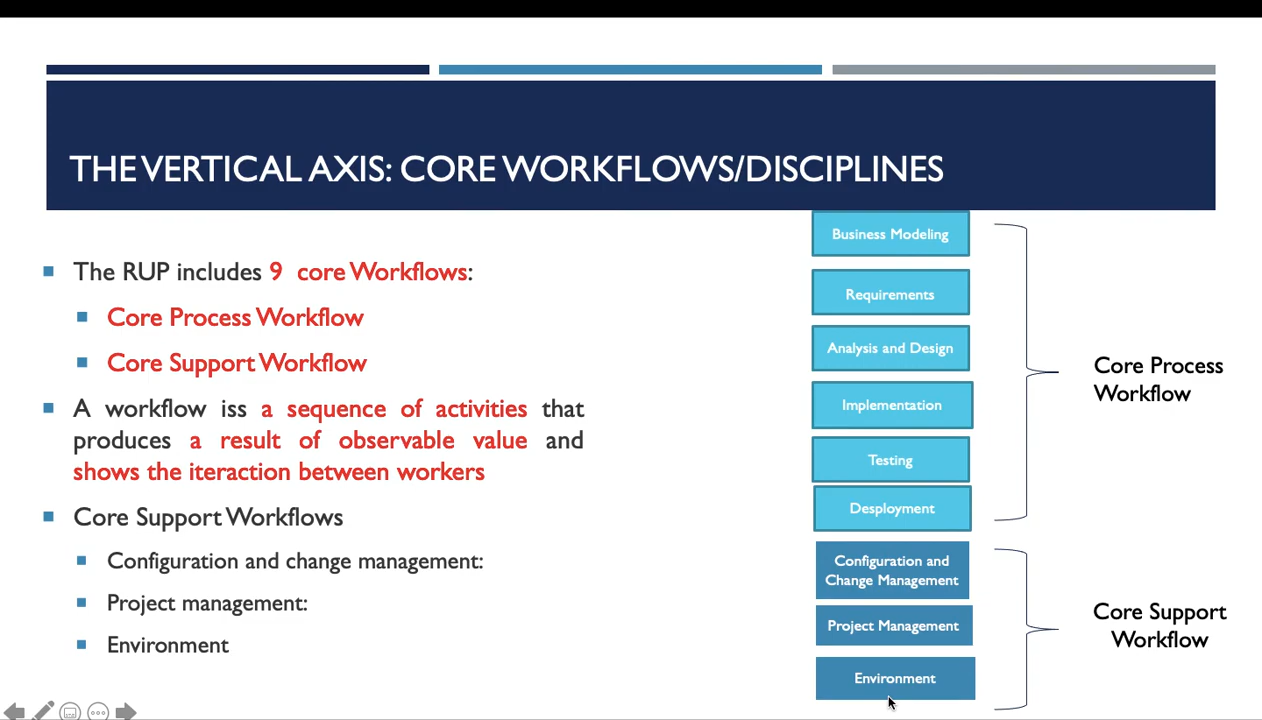 THE VERTICAL AXIS: CORE WORKFLOWS/DISCIPLINES
The RUP includes 9 core Workflows:
Core Process Workflow
Core Support Workflow
A workflow iss a sequence of activities that
produces a result of observable value and
shows the iteraction between workers
Core Support Workflows
Configuration and change management:
Project management:
Environment
Business Modeling
Requirements
Analysis and Design
Implementation
Testing
Desployment
Configuration and
Change Management
Project Management
Environment
Core Process
Workflow
Core Support
Workflow